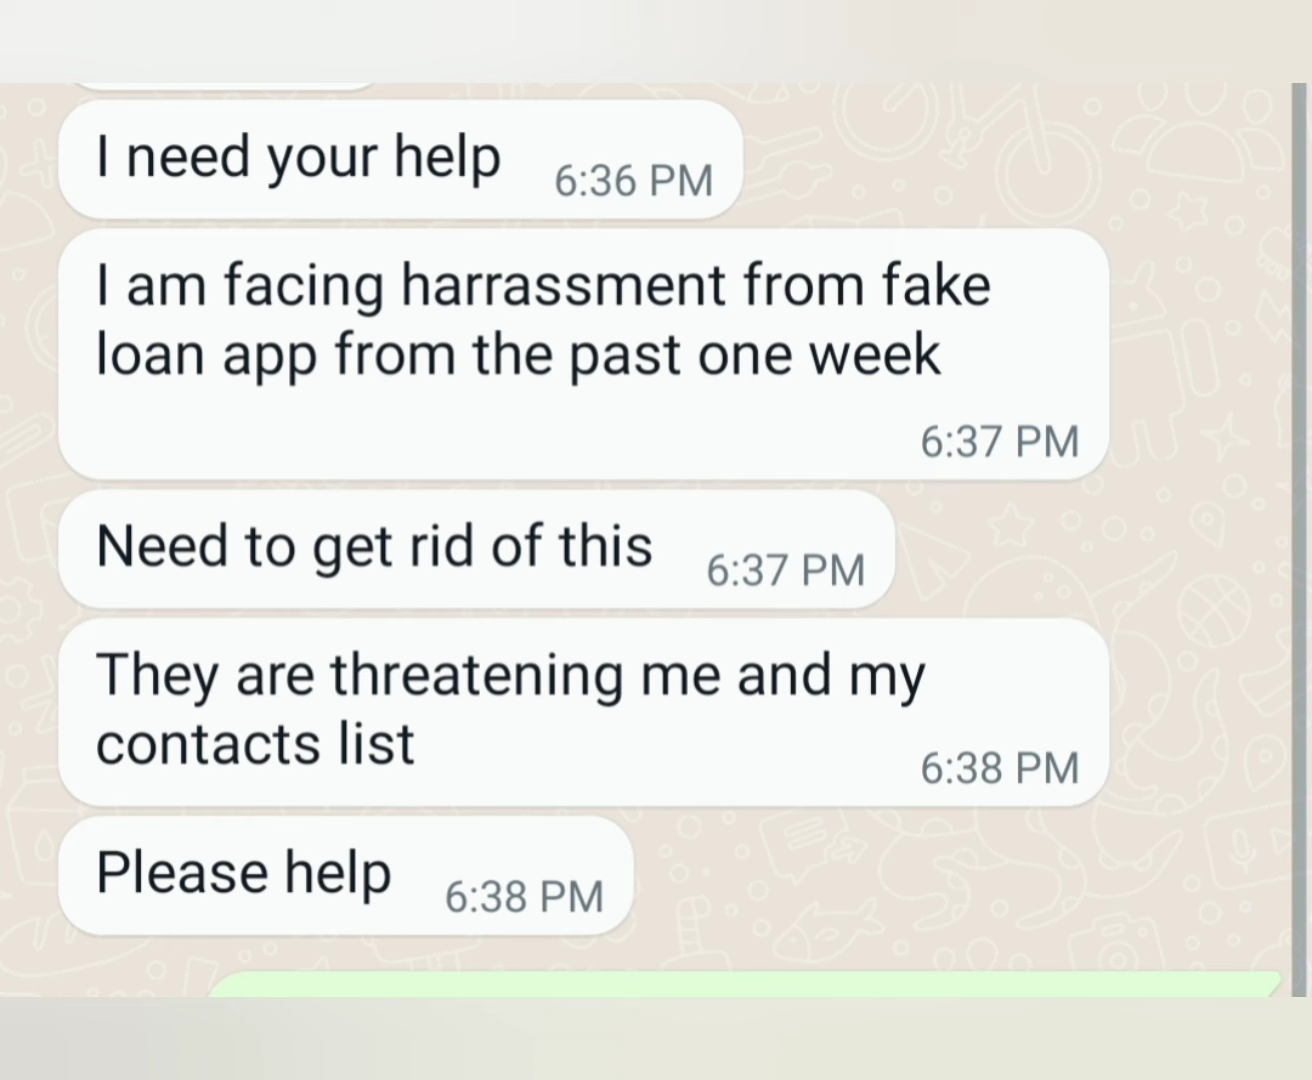 I need your help 6:36 PM
I am facing harrassment from fake
loan app from the past one week
6:37 PM
Need to get rid of this 6:37 PM
They are threatening me and my
contacts list
6:38 PM
Please help 6:38 PM